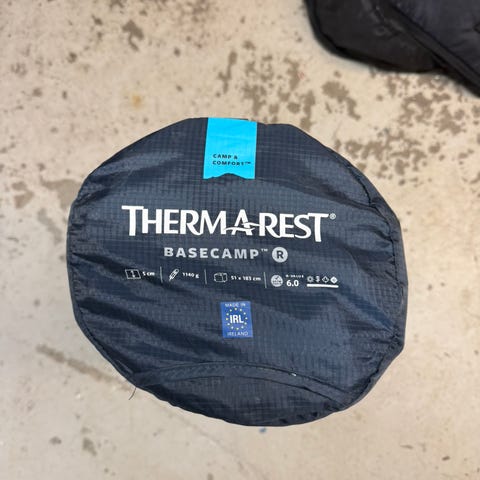 CAMP &
COMFORT™
THERMAREST®
BASECAMP™ R
5 cm 1140 g 51 x 183 cm R-VALUE 6.0
MADE IN
IRL
IRELAND